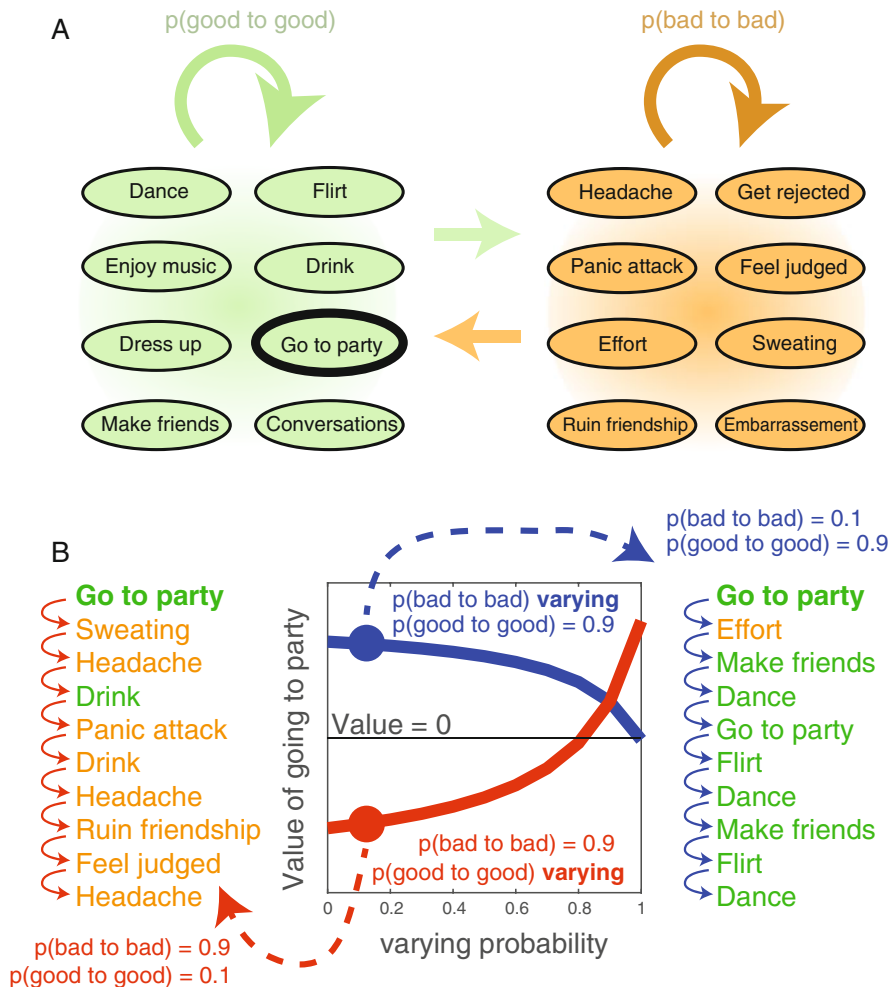 A
p(good to good)
p(bad to bad)
Dance
Flirt
Headache
Get rejected
Enjoy music
Drink
Panic attack
Feel judged
Dress up
Go to party
Effort
Sweating
Make friends
Conversations
Ruin friendship
Embarrassement
B
p(bad to bad) = 0.1
p(good to good) = 0.9
Go to party
Sweating
Headache
Drink
Panic attack
Drink
Headache
Ruin friendship
Feel judged
Headache
p(bad to bad) = 0.9
p(good to good) = 0.1
Value of going to party
p(bad to bad) varying
p(good to good) = 0.9
Value = 0
p(bad to bad) = 0.9
p(good to good) varying
0 0.2 0.4 0.6 0.8 1
varying probability
Go to party
Effort
Make friends
Dance
Go to party
Flirt
Dance
Make friends
Flirt
Dance